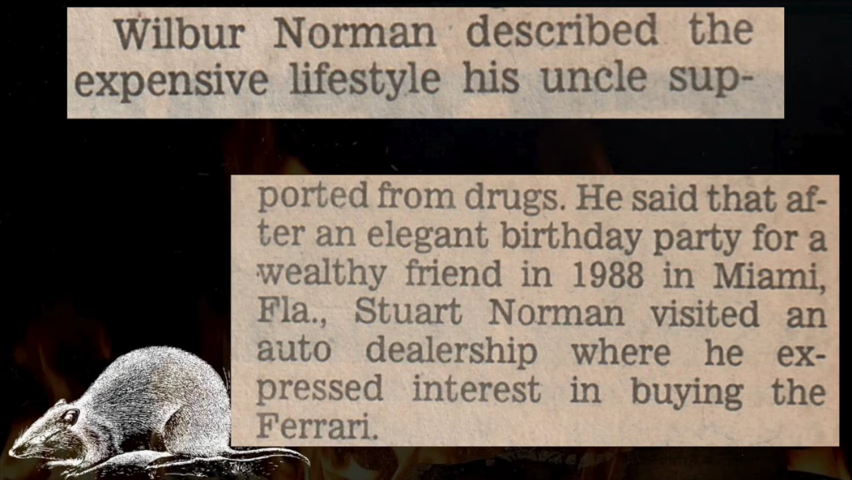 Wilbur Norman described the
expensive lifestyle his uncle sup-
ported from drugs. He said that af-
ter an elegant birthday party for a
wealthy friend in 1988 in Miami,
Fla., Stuart Norman visited an
auto dealership where he ex-
pressed interest in buying the
Ferrari.